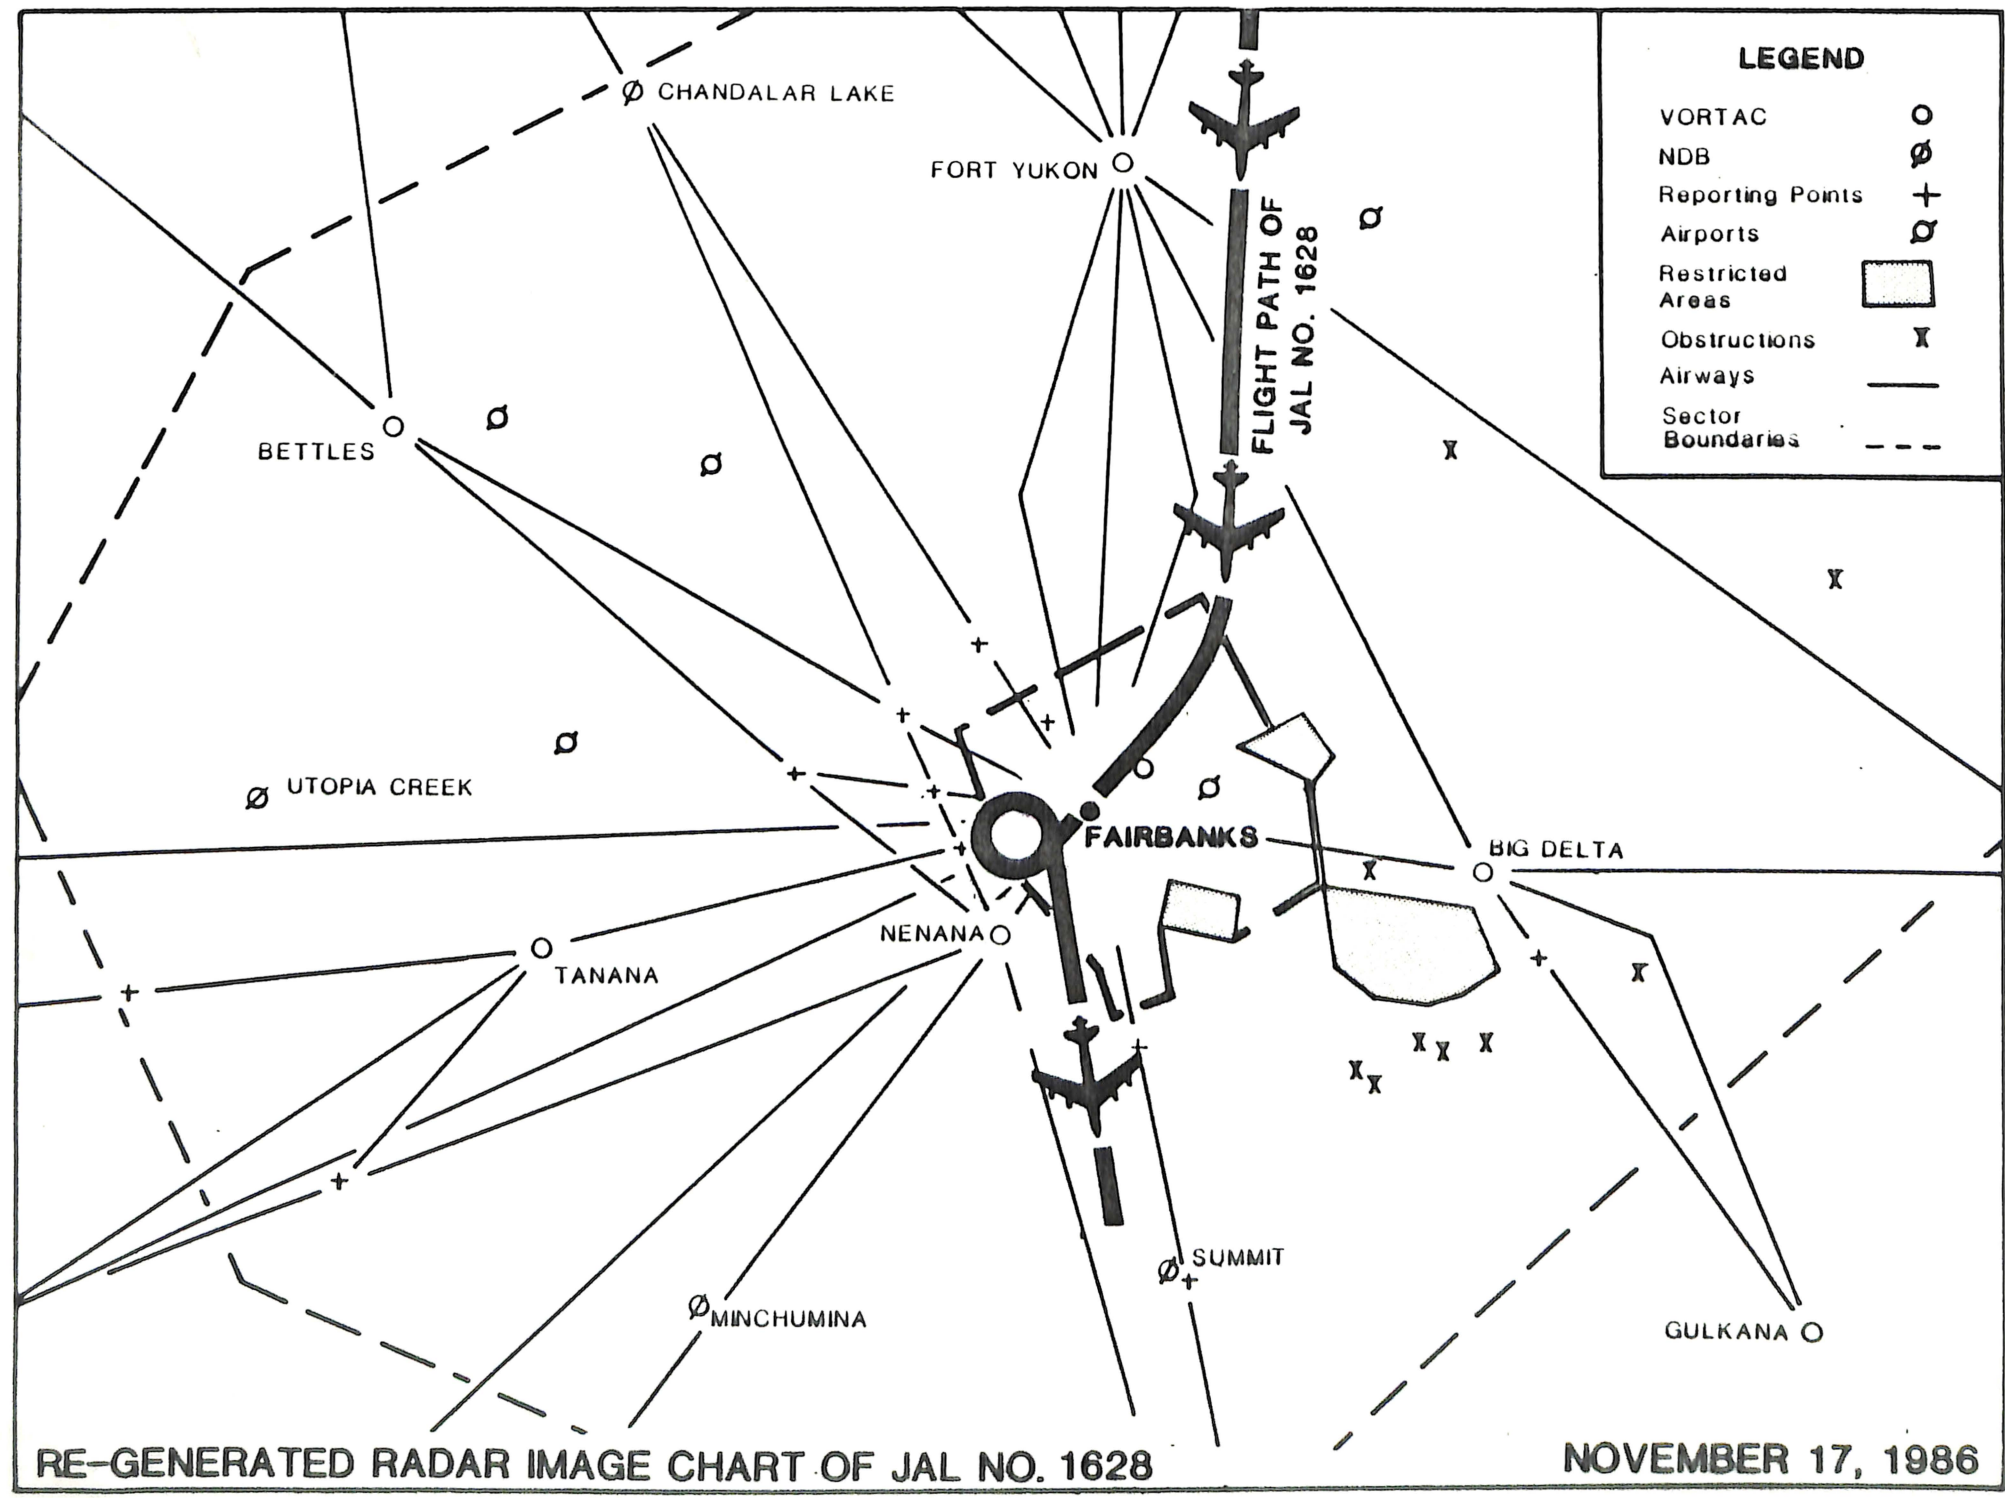 LEGEND
VORTAC
NDB
Reporting Points
Airports
Restricted
Areas
Obstructions
Airways
Sector
Boundaries
CHANDALAR LAKE
FORT YUKON
FLIGHT PATH OF
JAL NO. 1628
BETTLES
UTOPIA CREEK
FAIRBANKS
BIG DELTA
NENANA
TANANA
SUMMIT
MINCHUMINA
GULKANA
RE-GENERATED RADAR IMAGE CHART OF JAL NO. 1628
NOVEMBER 17, 1986